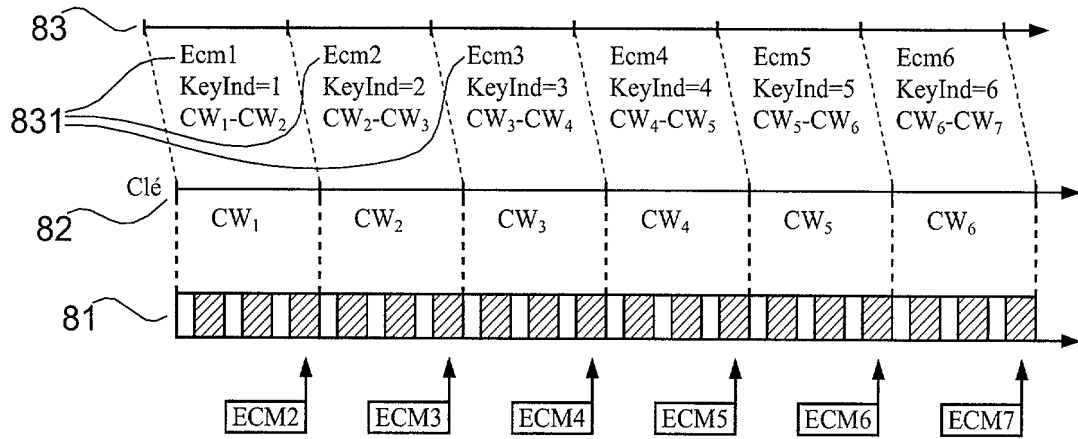 83
Ecm1 Ecm2 Ecm3 Ecm4 Ecm5 Ecm6
KeyInd=1 KeyInd=2 KeyInd=3 KeyInd=4 KeyInd=5 KeyInd=6
831 CW₁-CW₂ CW₂-CW₃ CW₃-CW₄ CW₄-CW₅ CW₅-CW₆ CW₆-CW₇
Clé
82 CW₁ CW₂ CW₃ CW₄ CW₅ CW₆
81
ECM2 ECM3 ECM4 ECM5 ECM6 ECM7